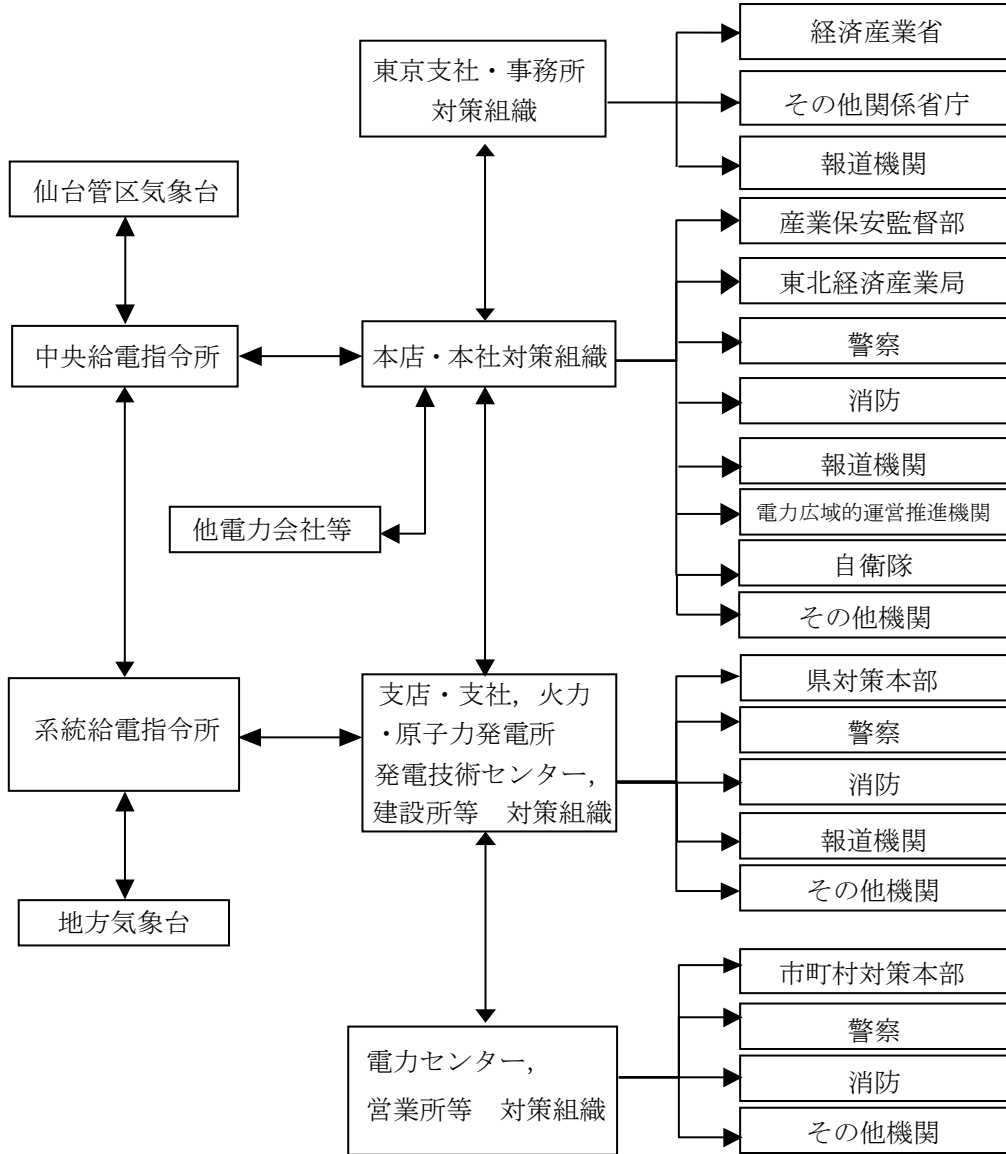 経済産業省
東京支社・事務所
対策組織
その他関係省庁
報道機関
仙台管区気象台
産業保安監督部
東北経済産業局
中央給電指令所
本店・本社対策組織
警察
消防
報道機関
他電力会社等
電力広域的運営推進機関
自衛隊
その他機関
系統給電指令所
支店・支社，火力
・原子力発電所
発電技術センター，
建設所等　対策組織
県対策本部
警察
消防
報道機関
その他機関
地方気象台
市町村対策本部
電力センター，
営業所等　対策組織
警察
消防
その他機関